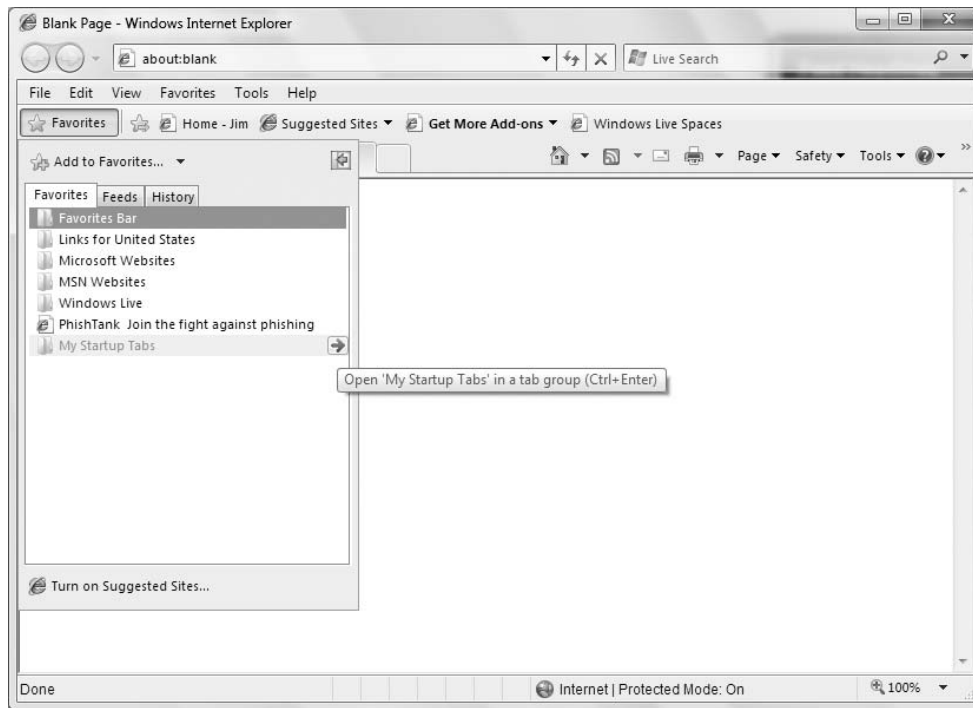 Blank Page - Windows Internet Explorer
about:blank
Live Search
File Edit View Favorites Tools Help
Favorites Home - Jim Suggested Sites Get More Add-ons Windows Live Spaces
Add to Favorites... Page Safety Tools »
Favorites Feeds History
Favorites Bar
Links for United States
Microsoft Websites
MSN Websites
Windows Live
PhishTank Join the fight against phishing
My Startup Tabs
Open 'My Startup Tabs' in a tab group (Ctrl+Enter)
Turn on Suggested Sites...
Done Internet | Protected Mode: On 100%